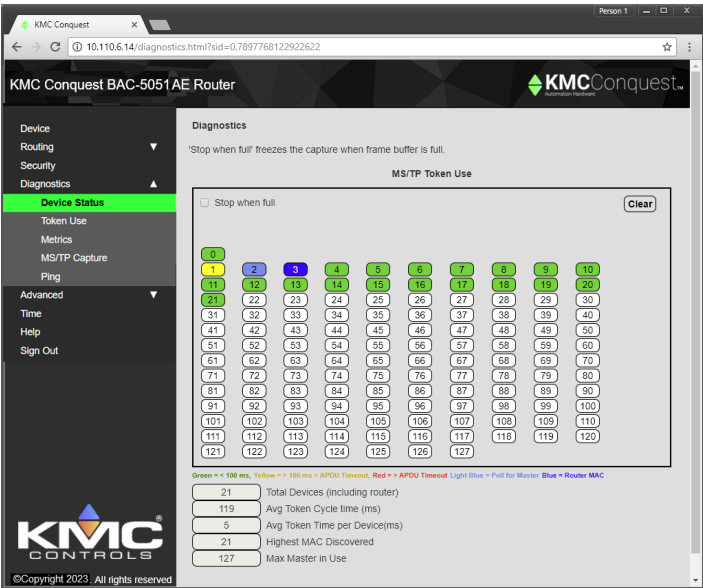 Person 1
KMC Conquest
10.110.6.14/diagnostics.html?sid=0.7897768122922622
KMC Conquest BAC-5051AE Router
KMCConquest™
Automation Hardware
Device
Routing
Security
Diagnostics
Device Status
Token Use
Metrics
MS/TP Capture
Ping
Advanced
Time
Help
Sign Out
KMC®
CONTROLS
©Copyright 2023 All rights reserved
Diagnostics
'Stop when full' freezes the capture when frame buffer is full.
MS/TP Token Use
Stop when full
Clear
0
1 2 3 4 5 6 7 8 9 10
11 12 13 14 15 16 17 18 19 20
21 22 23 24 25 26 27 28 29 30
31 32 33 34 35 36 37 38 39 40
41 42 43 44 45 46 47 48 49 50
51 52 53 54 55 56 57 58 59 60
61 62 63 64 65 66 67 68 69 70
71 72 73 74 75 76 77 78 79 80
81 82 83 84 85 86 87 88 89 90
91 92 93 94 95 96 97 98 99 100
101 102 103 104 105 106 107 108 109 110
111 112 113 114 115 116 117 118 119 120
121 122 123 124 125 126 127
Green = < 100 ms, Yellow = > 100 ms < APDU Timeout, Red = > APDU Timeout Light Blue = Poll for Master Blue = Router MAC
21 Total Devices (including router)
119 Avg Token Cycle time (ms)
5 Avg Token Time per Device(ms)
21 Highest MAC Discovered
127 Max Master in Use